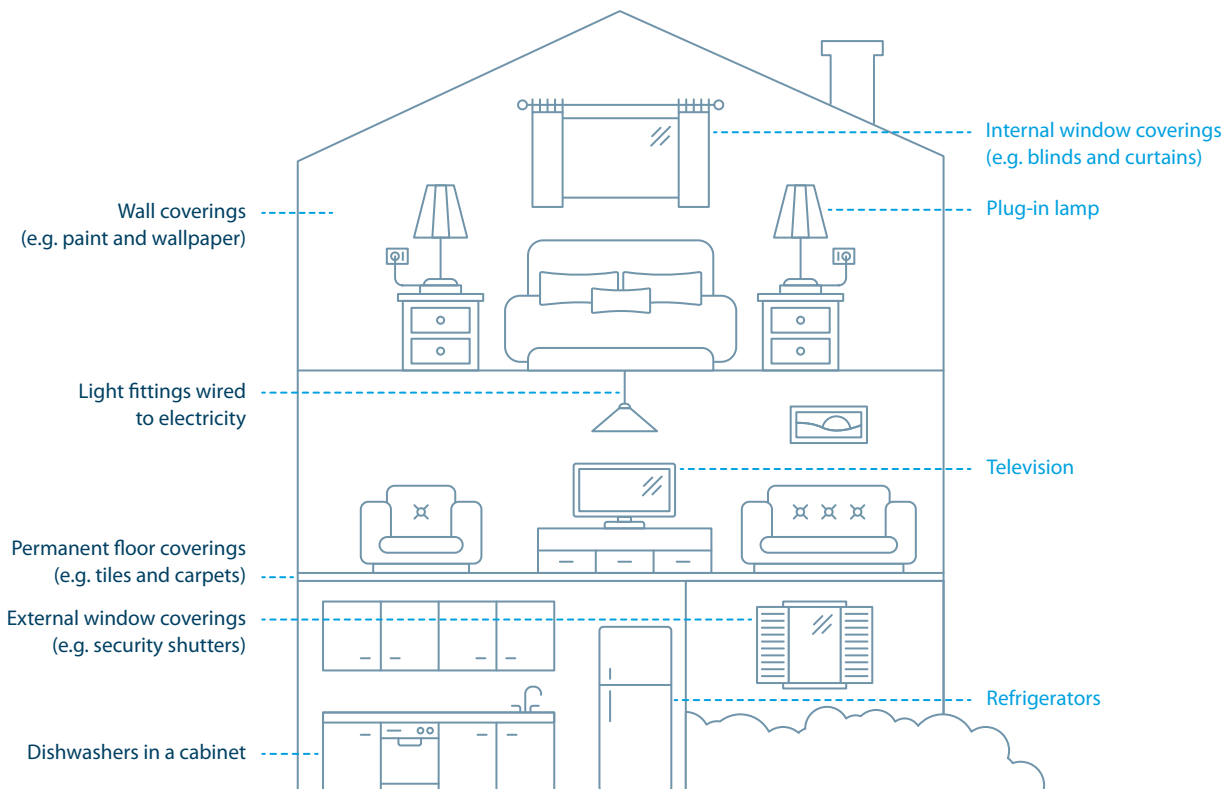 Internal window coverings
(e.g. blinds and curtains)
Wall coverings
(e.g. paint and wallpaper)
Plug-in lamp
Light fittings wired
to electricity
Television
Permanent floor coverings
(e.g. tiles and carpets)
External window coverings
(e.g. security shutters)
Refrigerators
Dishwashers in a cabinet